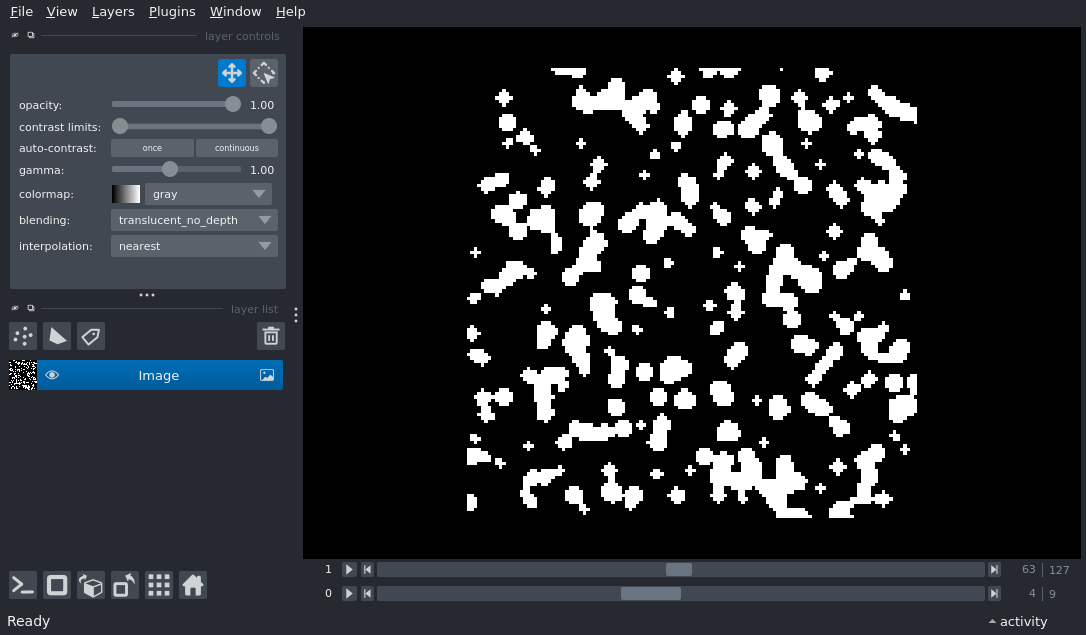 File View Layers Plugins Window Help
layer controls
opacity: 1.00
contrast limits:
auto-contrast: once continuous
gamma: 1.00
colormap: gray
blending: translucent_no_depth
interpolation: nearest
layer list
Image
1 63 127
0 4 9
Ready activity